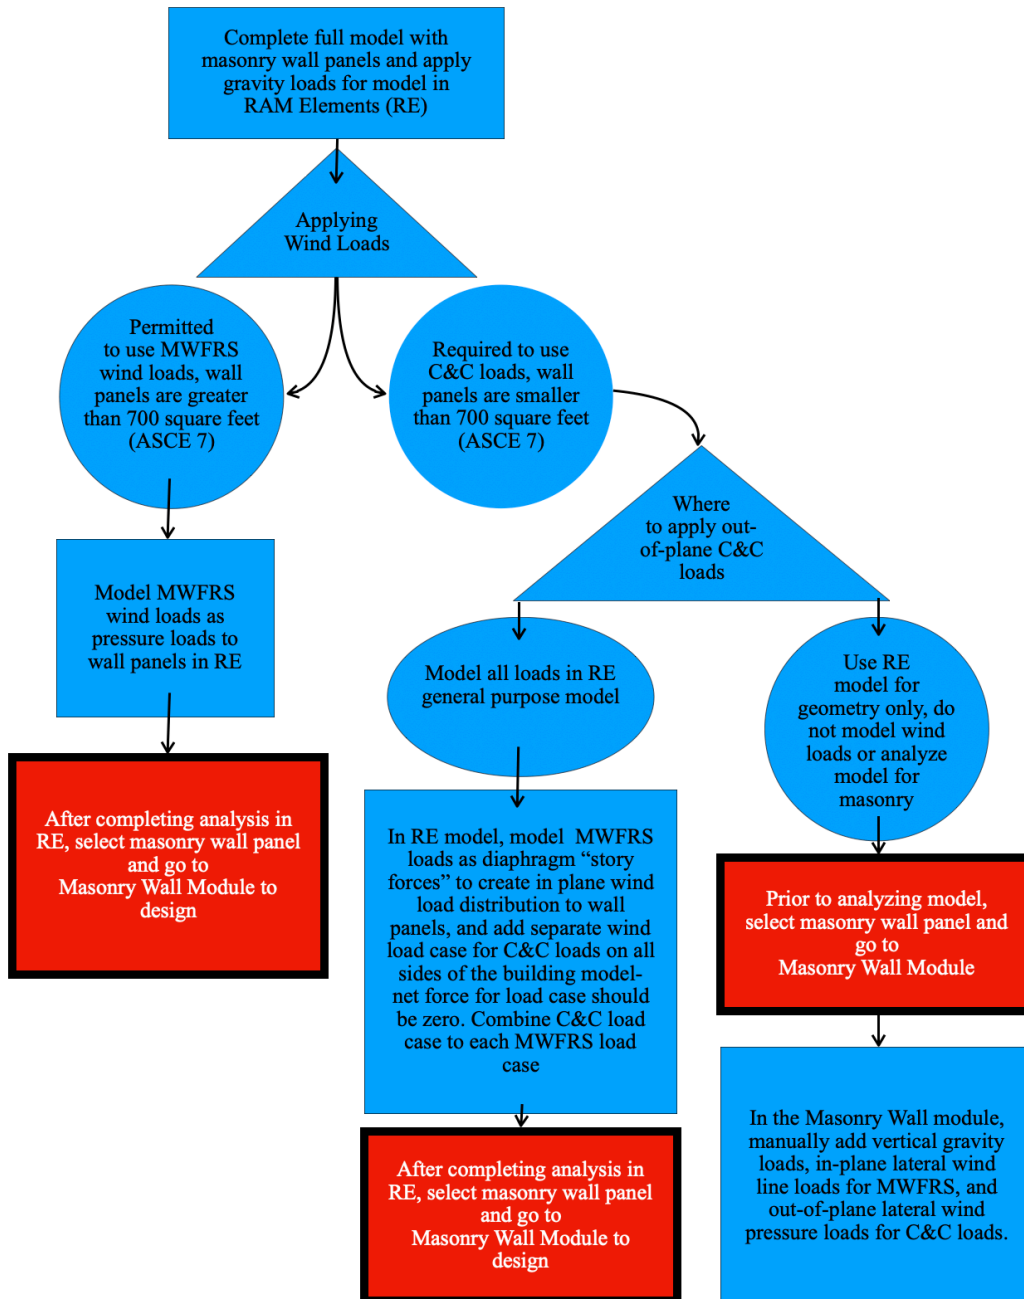 Complete full model with
masonry wall panels and apply
gravity loads for model in
RAM Elements (RE)
Applying
Wind Loads
Permitted
to use MWFRS
wind loads, wall
panels are greater
than 700 square feet
(ASCE 7)
Required to use
C&C loads, wall
panels are smaller
than 700 square feet
(ASCE 7)
Where
to apply out-
of-plane C&C
loads
Model MWFRS
wind loads as
pressure loads to
wall panels in RE
Model all loads in RE
general purpose model
Use RE
model for
geometry only, do
not model wind
loads or analyze
model for
masonry
After completing analysis in
RE, select masonry wall panel
and go to
Masonry Wall Module to
design
In RE model, model  MWFRS
loads as diaphragm “story
forces” to create in plane wind
load distribution to wall
panels, and add separate wind
load case for C&C loads on all
sides of the building model-
net force for load case should
be zero. Combine C&C load
case to each MWFRS load
case
Prior to analyzing model,
select masonry wall panel and
go to
Masonry Wall Module
After completing analysis in
RE, select masonry wall panel
and go to
Masonry Wall Module to
design
In the Masonry Wall module,
manually add vertical gravity
loads, in-plane lateral wind
line loads for MWFRS, and
out-of-plane lateral wind
pressure loads for C&C loads.